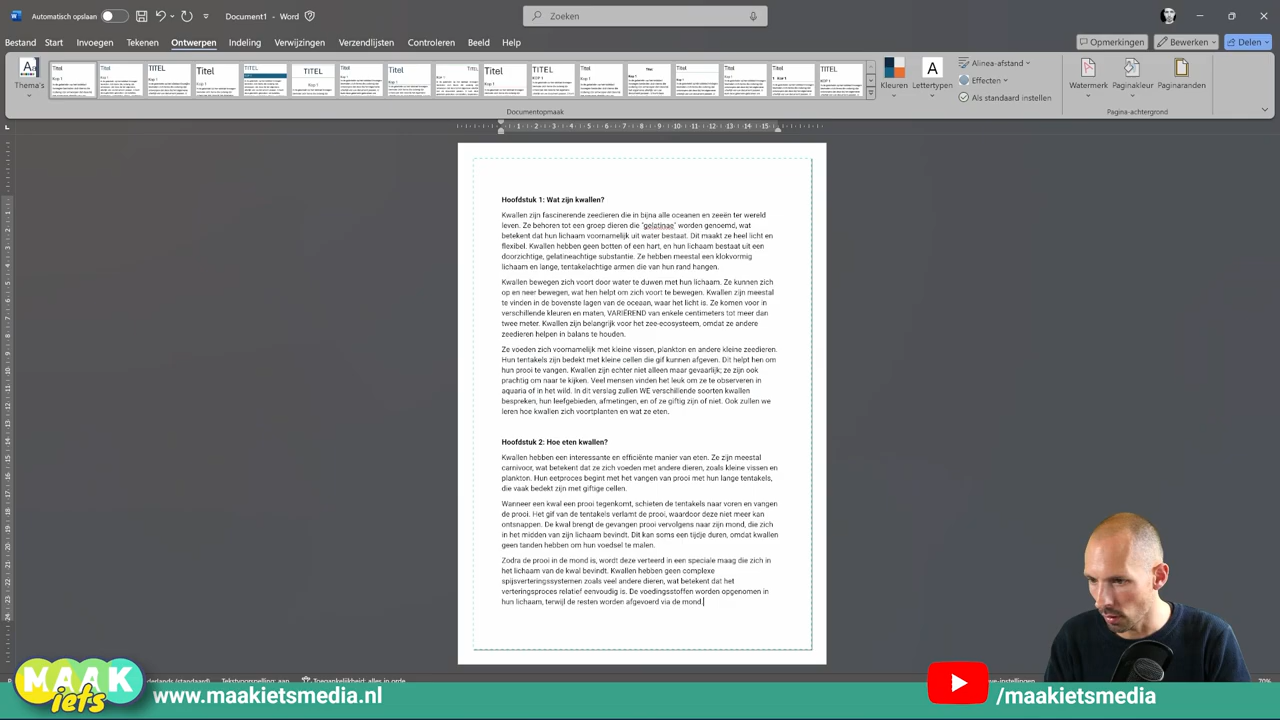 Automatisch opslaan
Document1 - Word
Zoeken
Bestand Start Invoegen Tekenen Ontwerpen Indeling Verwijzingen Verzendlijsten Controleren Beeld Help
Opmerkingen Bewerken Delen
Thema's
Kleuren Lettertypen
Alinea-afstand
Effecten
Als standaard instellen
Watermerk Paginakleur Paginaranden
Documentopmaak
Pagina-achtergrond
Hoofdstuk 1: Wat zijn kwallen?
Kwallen zijn fascinerende zeedieren die in bijna alle oceanen en zeeën ter wereld
leven. Ze behoren tot een groep dieren die 'gelatinae' worden genoemd, wat
betekent dat hun lichaam voornamelijk uit water bestaat. Dit maakt ze heel licht en
flexibel. Kwallen hebben geen botten of een hart, en hun lichaam bestaat uit een
doorzichtige, gelatineachtige substantie. Ze hebben meestal een klokvormig
lichaam en lange, tentakelachtige armen die van hun rand hangen.
Kwallen bewegen zich voort door water te duwen met hun lichaam. Ze kunnen zich
op en neer bewegen, wat hen helpt om zich voort te bewegen. Kwallen zijn meestal
te vinden in de bovenste lagen van de oceaan, waar het licht is. Ze komen voor in
verschillende kleuren en maten, VARIËREND van enkele centimeters tot meer dan
twee meter. Kwallen zijn belangrijk voor het zee-ecosysteem, omdat ze andere
zeedieren helpen in balans te houden.
Ze voeden zich voornamelijk met kleine vissen, plankton en andere kleine zeedieren.
Hun tentakels zijn bedekt met kleine cellen die gif kunnen afgeven. Dit helpt hen om
hun prooi te vangen. Kwallen zijn echter niet alleen maar gevaarlijk; ze zijn ook
prachtig om naar te kijken. Veel mensen vinden het leuk om ze te observeren in
aquaria of in het wild. In dit verslag zullen WE verschillende soorten kwallen
bespreken, hun leefgebieden, afmetingen, en of ze giftig zijn of niet. Ook zullen we
leren hoe kwallen zich voortplanten en wat ze eten.
Hoofdstuk 2: Hoe eten kwallen?
Kwallen hebben een interessante en efficiënte manier van eten. Ze zijn meestal
carnivoor, wat betekent dat ze zich voeden met andere dieren, zoals kleine vissen en
plankton. Hun eetproces begint met het vangen van prooi met hun lange tentakels,
die vaak bedekt zijn met giftige cellen.
Wanneer een kwal een prooi tegenkomt, schieten de tentakels naar voren en vangen
de prooi. Het gif van de tentakels verlamt de prooi, waardoor deze niet meer kan
ontsnappen. De kwal brengt de gevangen prooi vervolgens naar zijn mond, die zich
in het midden van zijn lichaam bevindt. Dit kan soms een tijdje duren, omdat kwallen
geen tanden hebben om hun voedsel te malen.
Zodra de prooi in de mond is, wordt deze verteerd in een speciale maag die zich in
het lichaam van de kwal bevindt. Kwallen hebben geen complexe
spijsverteringssystemen zoals veel andere dieren, wat betekent dat het
verteringsproces relatief eenvoudig is. De voedingsstoffen worden opgenomen in
hun lichaam, terwijl de resten worden afgevoerd via de mond.
MAAK
iets
www.maakietsmedia.nl
/maakietsmedia